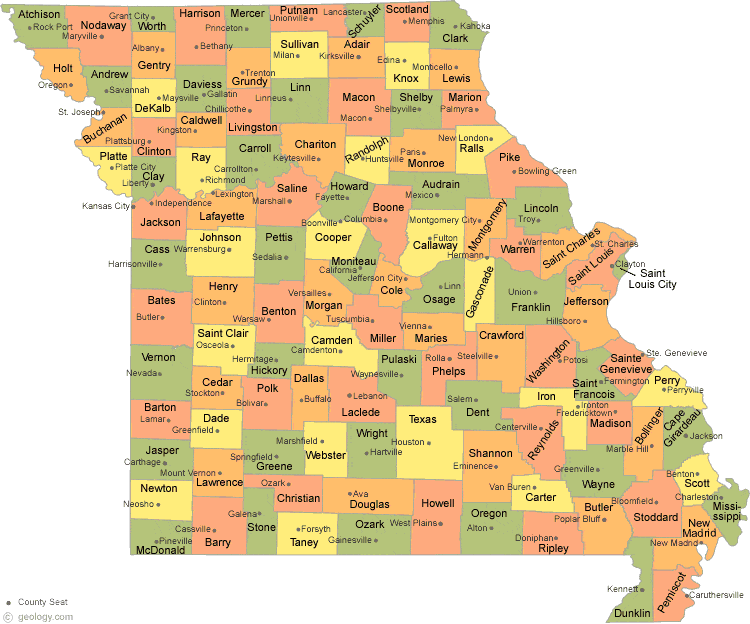 Atchison
Rock Port
Nodaway
Maryville
Grant City
Worth
Harrison
Bethany
Mercer
Princeton
Putnam
Unionville
Lancaster
Schuyler
Scotland
Memphis
Kahoka
Clark
Holt
Oregon
Andrew
Savannah
Albany
Gentry
Daviess
Gallatin
Trenton
Grundy
Sullivan
Milan
Adair
Kirksville
Edina
Knox
Monticello
Lewis
St. Joseph
Buchanan
DeKalb
Maysville
Chillicothe
Livingston
Linneus
Linn
Macon
Macon
Shelby
Shelbyville
Marion
Palmyra
Plattsburg
Clinton
Kingston
Caldwell
Carroll
Carrollton
Chariton
Keytesville
Randolph
Huntsville
Paris
Monroe
New London
Ralls
Pike
Bowling Green
Platte
Platte City
Liberty
Clay
Ray
Richmond
Kansas City
Independence
Jackson
Lexington
Lafayette
Saline
Marshall
Howard
Fayette
Boonville
Boone
Columbia
Audrain
Mexico
Montgomery City
Montgomery
Lincoln
Troy
Cass
Harrisonville
Johnson
Warrensburg
Pettis
Sedalia
Cooper
Moniteau
California
Jefferson City
Cole
Callaway
Fulton
Hermann
Warren
Warrenton
Saint Charles
St. Charles
Saint Louis
Clayton
Saint
Louis City
Bates
Butler
Henry
Clinton
Benton
Warsaw
Versailles
Morgan
Tuscumbia
Miller
Linn
Osage
Gasconade
Union
Franklin
Jefferson
Hillsboro
Vernon
Nevada
Saint Clair
Osceola
Hermitage
Hickory
Camden
Camdenton
Vienna
Maries
Pulaski
Waynesville
Rolla
Phelps
Crawford
Steelville
Washington
Potosi
Sainte
Genevieve
Ste. Genevieve
Saint
Francois
Farmington
Perry
Perryville
Barton
Lamar
Cedar
Stockton
Polk
Bolivar
Dallas
Buffalo
Laclede
Lebanon
Texas
Houston
Dent
Salem
Iron
Ironton
Fredericktown
Madison
Bollinger
Marble Hill
Cape
Girardeau
Jackson
Dade
Greenfield
Jasper
Carthage
Mount Vernon
Lawrence
Springfield
Greene
Marshfield
Webster
Wright
Hartville
Shannon
Eminence
Centerville
Reynolds
Greenville
Wayne
Benton
Scott
Charleston
Missi-
ssippi
Newton
Neosho
Ozark
Christian
Ava
Douglas
Howell
West Plains
Van Buren
Carter
Butler
Poplar Bluff
Bloomfield
Stoddard
New
Madrid
New Madrid
McDonald
Pineville
Cassville
Barry
Galena
Stone
Forsyth
Taney
Ozark
Gainesville
Oregon
Alton
Doniphan
Ripley
Kennett
Dunklin
Pemiscot
Caruthersville
County Seat
© geology.com